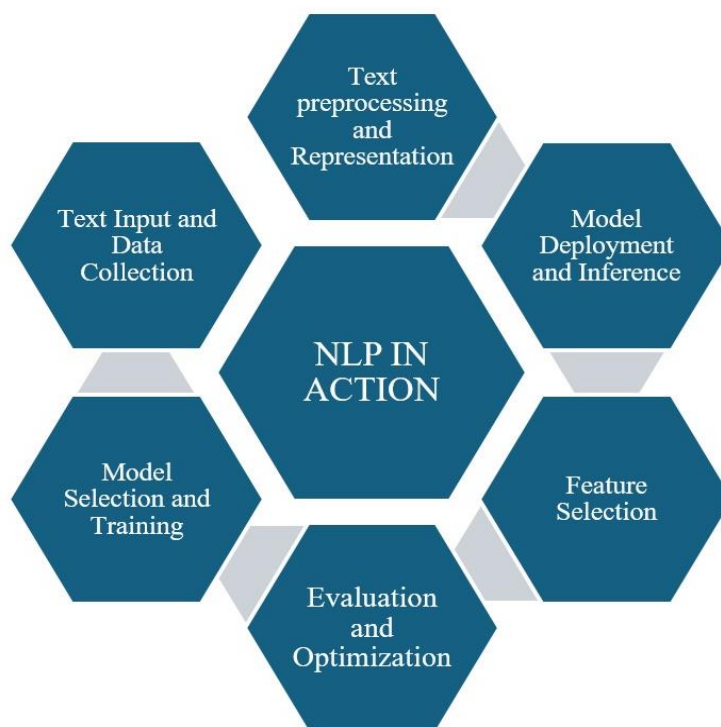 Text
preprocessing
and
Representation
Text Input and
Data
Collection
Model
Deployment
and Inference
NLP IN
ACTION
Model
Selection and
Training
Feature
Selection
Evaluation
and
Optimization